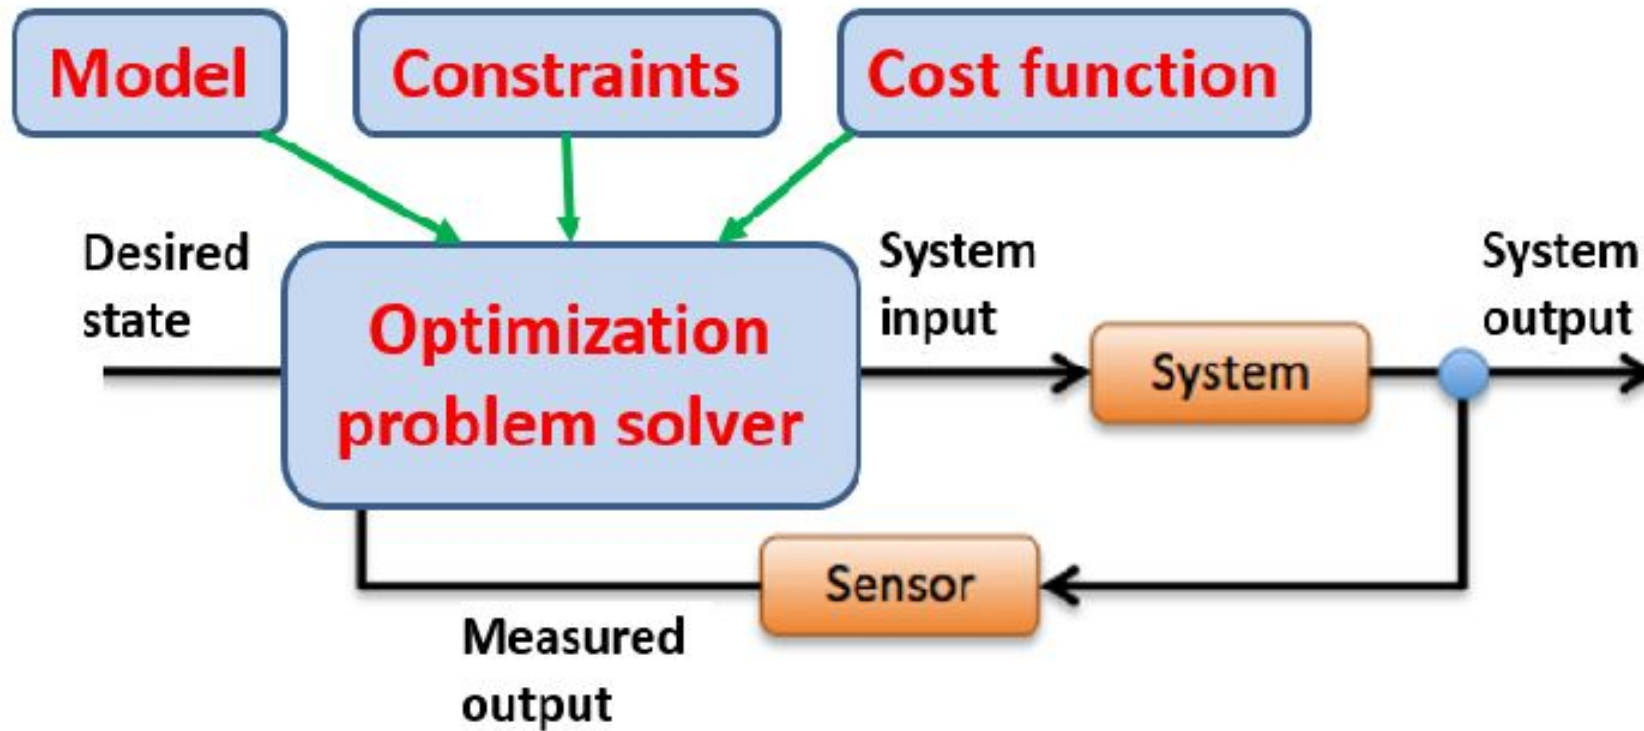 Model
Constraints
Cost function
Desired
state
Optimization
problem solver
System
input
System
System
output
Sensor
Measured
output